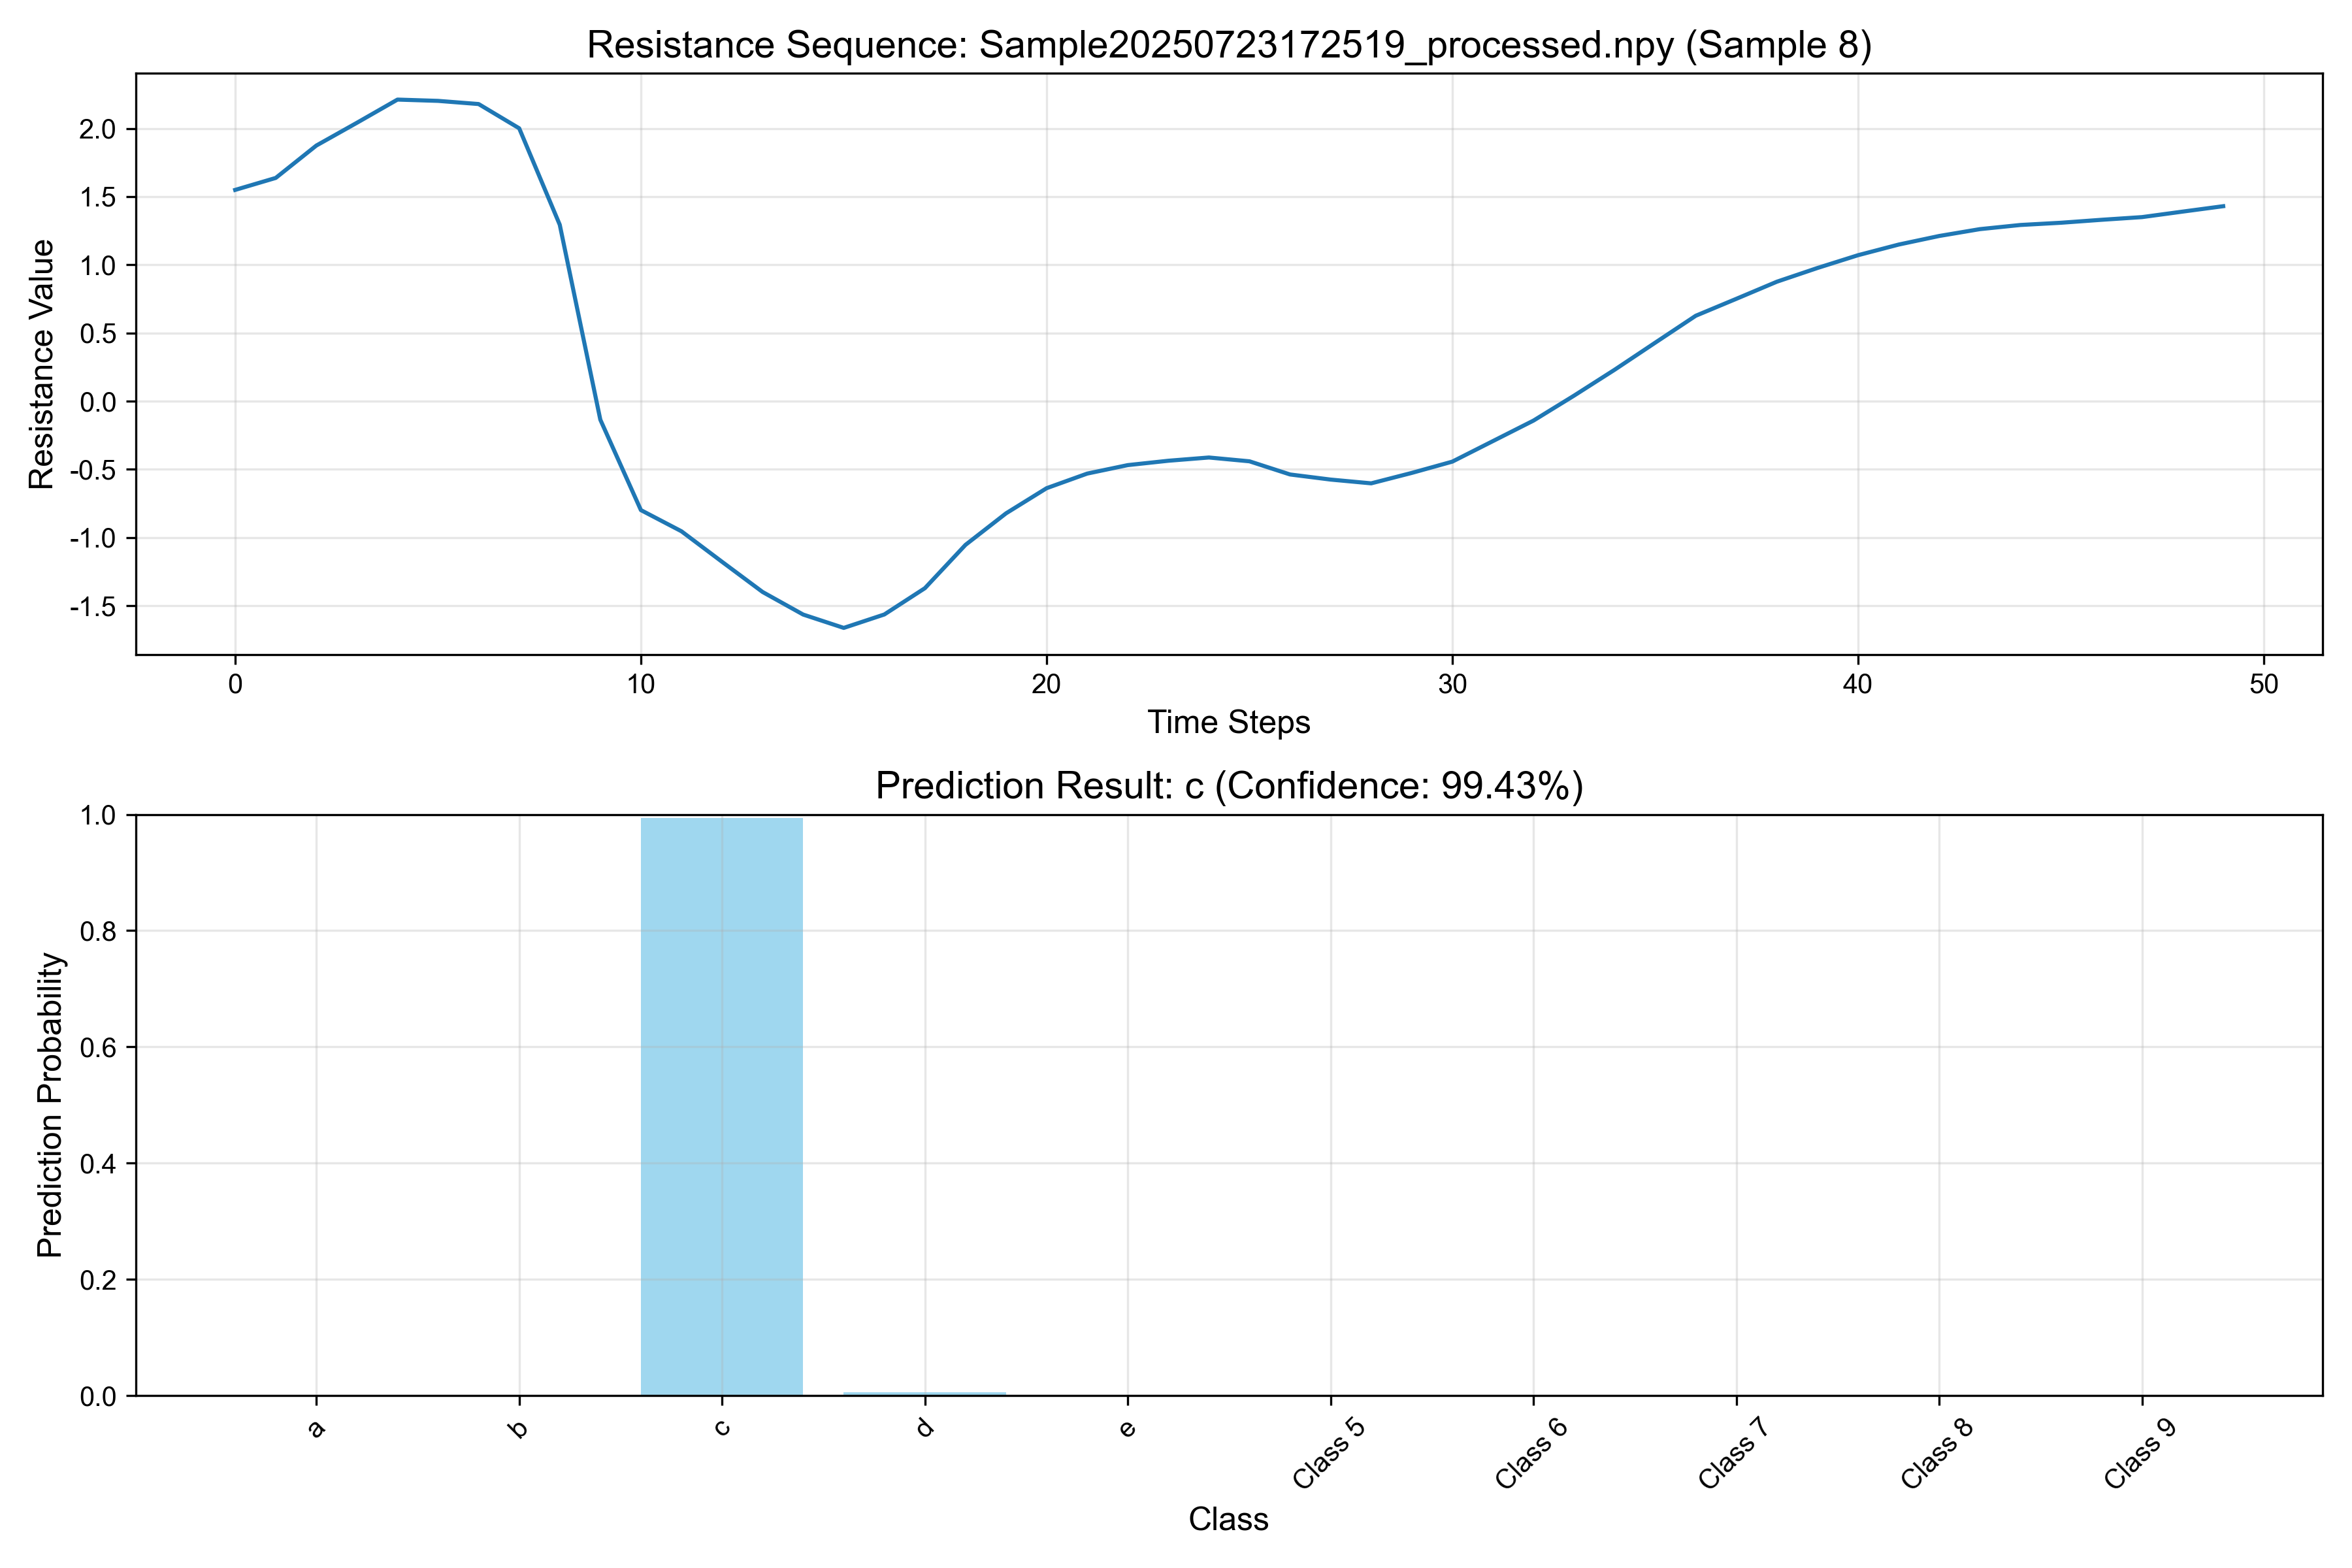 Resistance Sequence: Sample20250723172519_processed.npy (Sample 8)
Resistance Value
2.0
1.5
1.0
0.5
0.0
-0.5
-1.0
-1.5
0 10 20 30 40 50
Time Steps
Prediction Result: c (Confidence: 99.43%)
Prediction Probability
1.0
0.8
0.6
0.4
0.2
0.0
a b c d e Class 5 Class 6 Class 7 Class 8 Class 9
Class